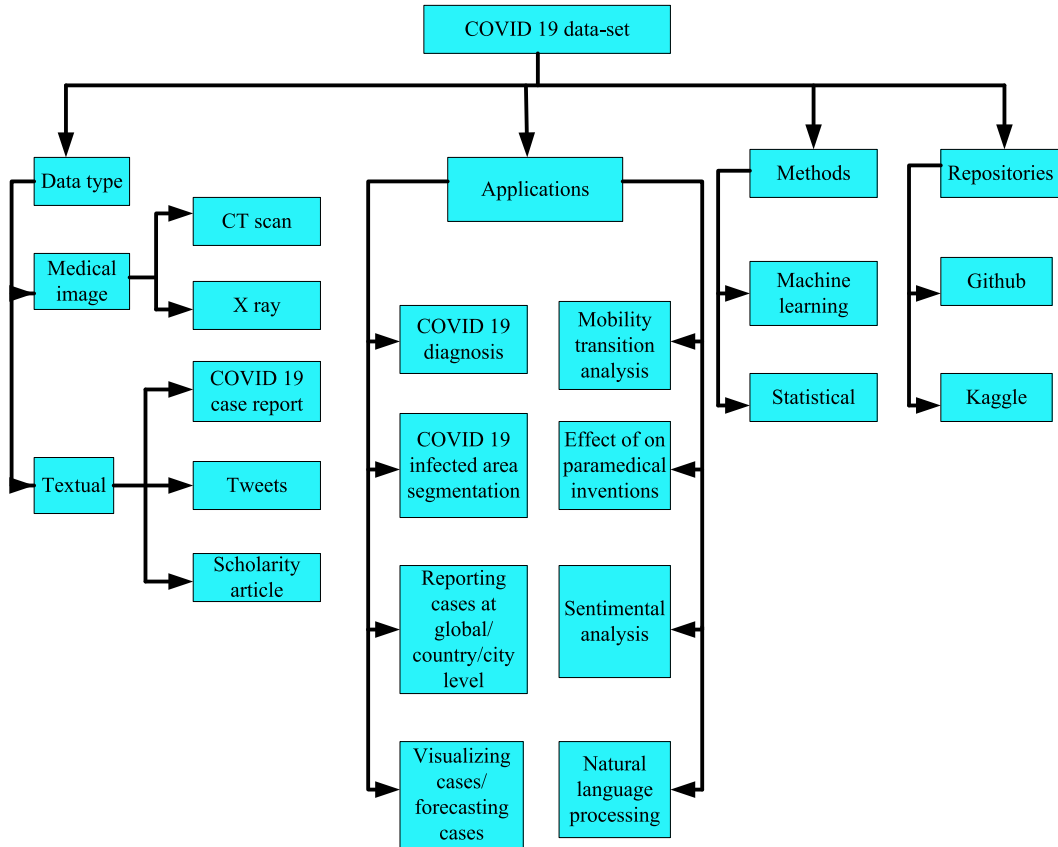 COVID 19 data-set
Data type
Applications
Methods
Repositories
CT scan
Medical
image
X ray
COVID 19
case report
Textual
Tweets
Scholarity
article
COVID 19
diagnosis
COVID 19
infected area
segmentation
Reporting
cases at
global/
country/city
level
Visualizing
cases/
forecasting
cases
Mobility
transition
analysis
Effect of on
paramedical
inventions
Sentimental
analysis
Natural
language
processing
Machine
learning
Statistical
Github
Kaggle